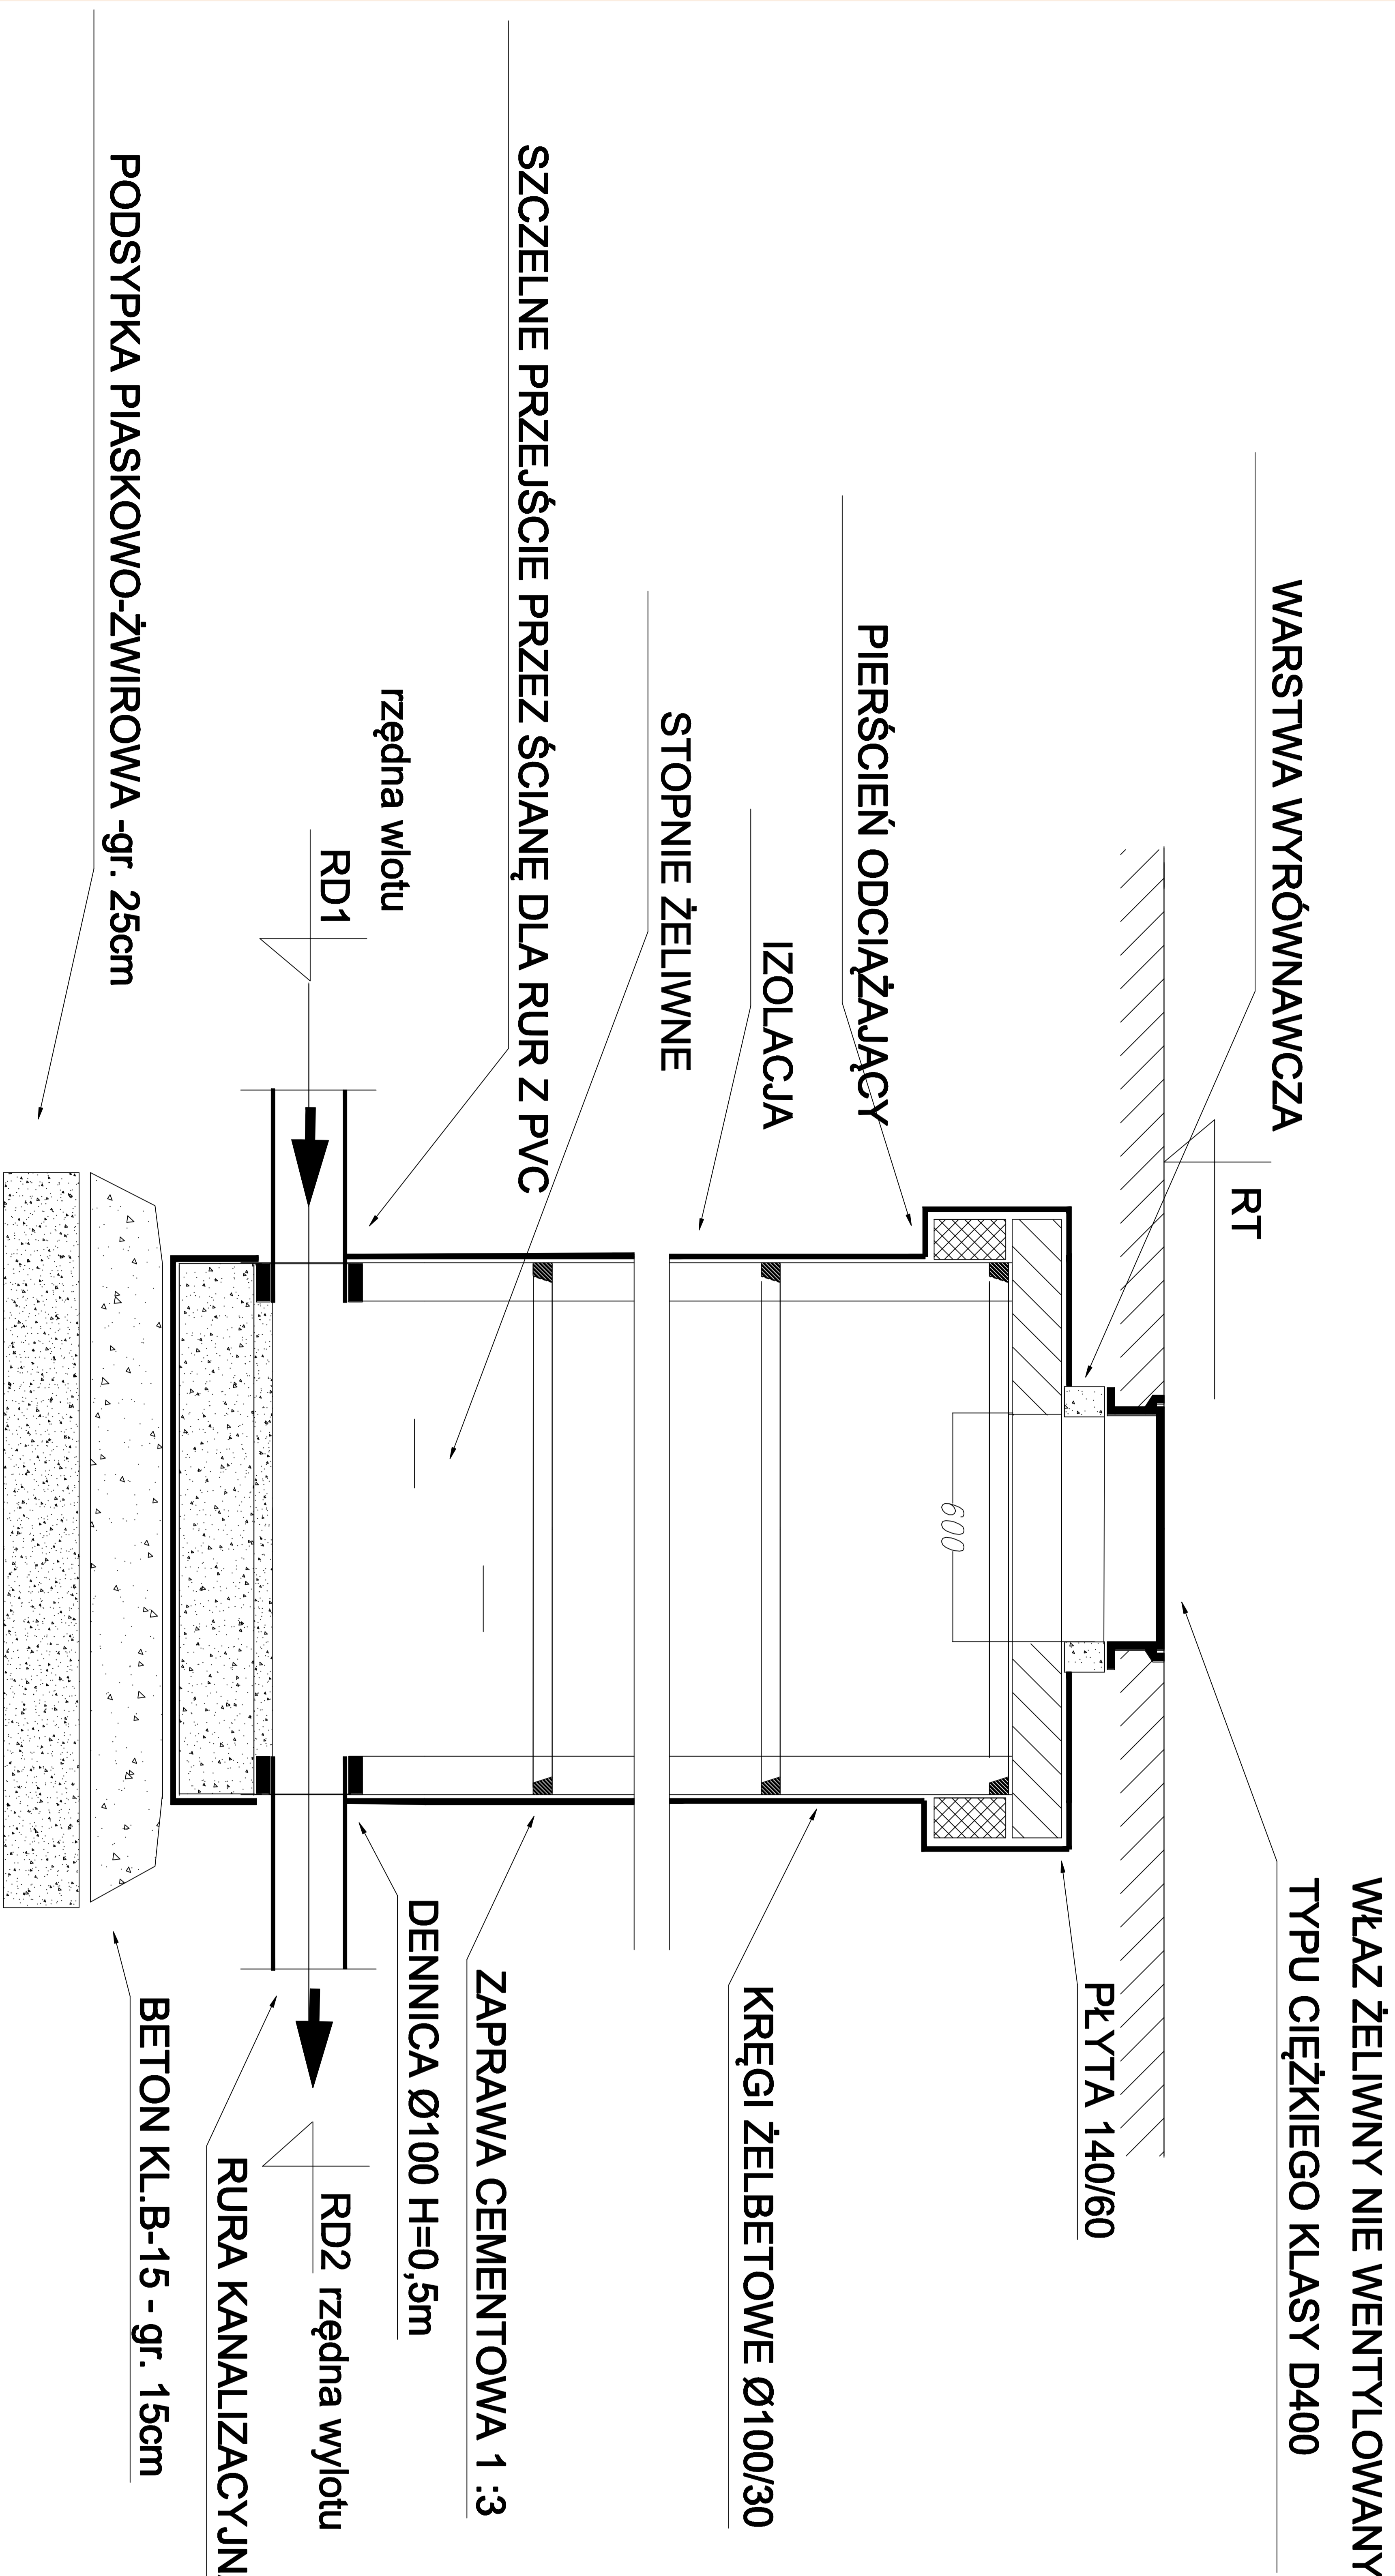 WŁAZ ŻELIWNY NIE WENTYLOWANY
TYPU CIĘŻKIEGO KLASY D400
WARSTWA WYRÓWNAWCZA
RT
PŁYTA 140/60
600
PIERŚCIEŃ ODCIĄŻAJĄCY
IZOLACJA
KRĘGI ŻELBETOWE Ø100/30
STOPNIE ŻELIWNE
SZCZELNE PRZEJŚCIE PRZEZ ŚCIANĘ DLA RUR Z PVC
ZAPRAWA CEMENTOWA 1 :3
DENNICA Ø100 H=0,5m
rzędna wlotu
RD1
RD2 rzędna wylotu
RURA KANALIZACYJN
BETON KL.B-15 - gr. 15cm
PODSYPKA PIASKOWO-ŻWIROWA -gr. 25cm